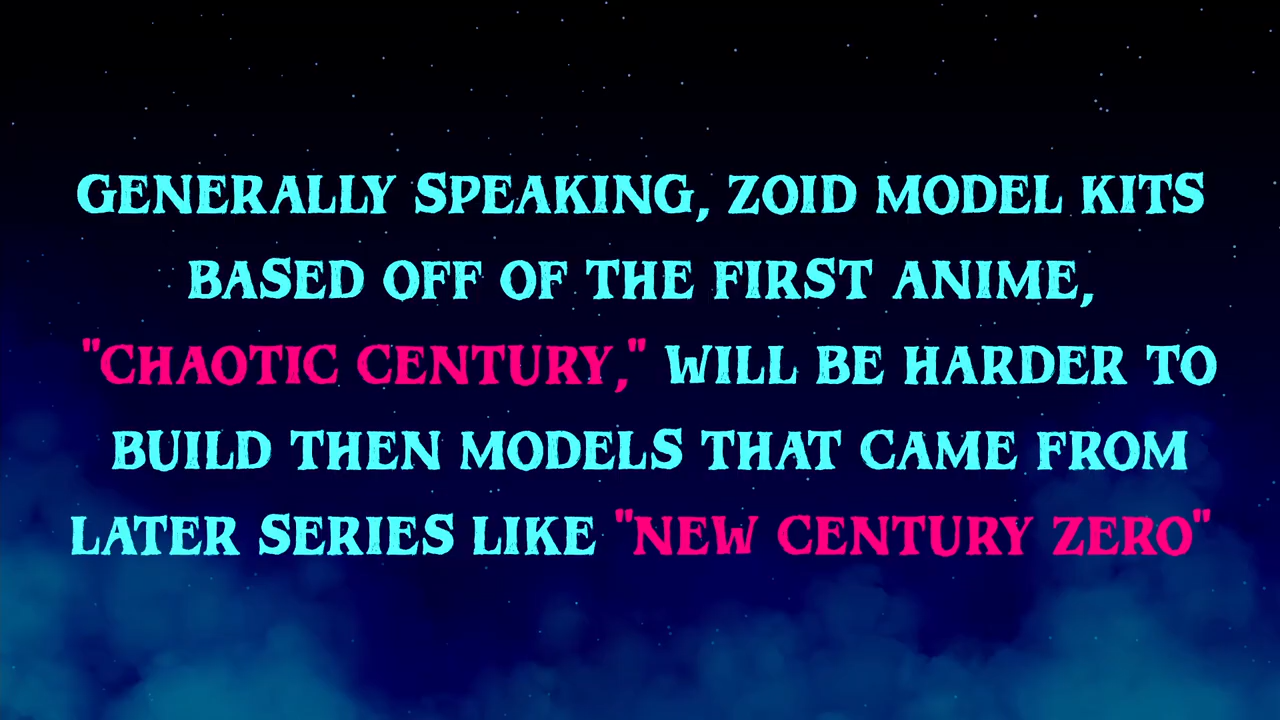 GENERALLY SPEAKING, ZOID MODEL KITS
BASED OFF OF THE FIRST ANIME,
"CHAOTIC CENTURY," WILL BE HARDER TO
BUILD THEN MODELS THAT CAME FROM
LATER SERIES LIKE "NEW CENTURY ZERO"